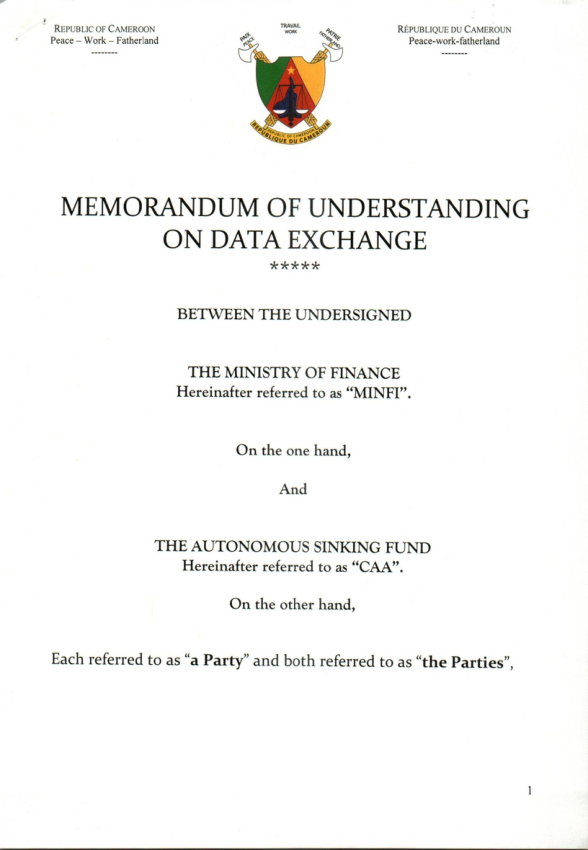 REPUBLIC OF CAMEROON
Peace – Work – Fatherland
--------
TRAVAIL
WORK
PAIX
PEACE
PATRIE
FATHERLAND
RÉPUBLIQUE DU CAMEROUN
Peace-work-fatherland
--------
REPUBLIC OF CAMEROON
REPUBLIQUE DU CAMEROUN
MEMORANDUM OF UNDERSTANDING
ON DATA EXCHANGE
*****
BETWEEN THE UNDERSIGNED
THE MINISTRY OF FINANCE
Hereinafter referred to as “MINFI”.
On the one hand,
And
THE AUTONOMOUS SINKING FUND
Hereinafter referred to as “CAA”.
On the other hand,
Each referred to as “a Party” and both referred to as “the Parties”,
1